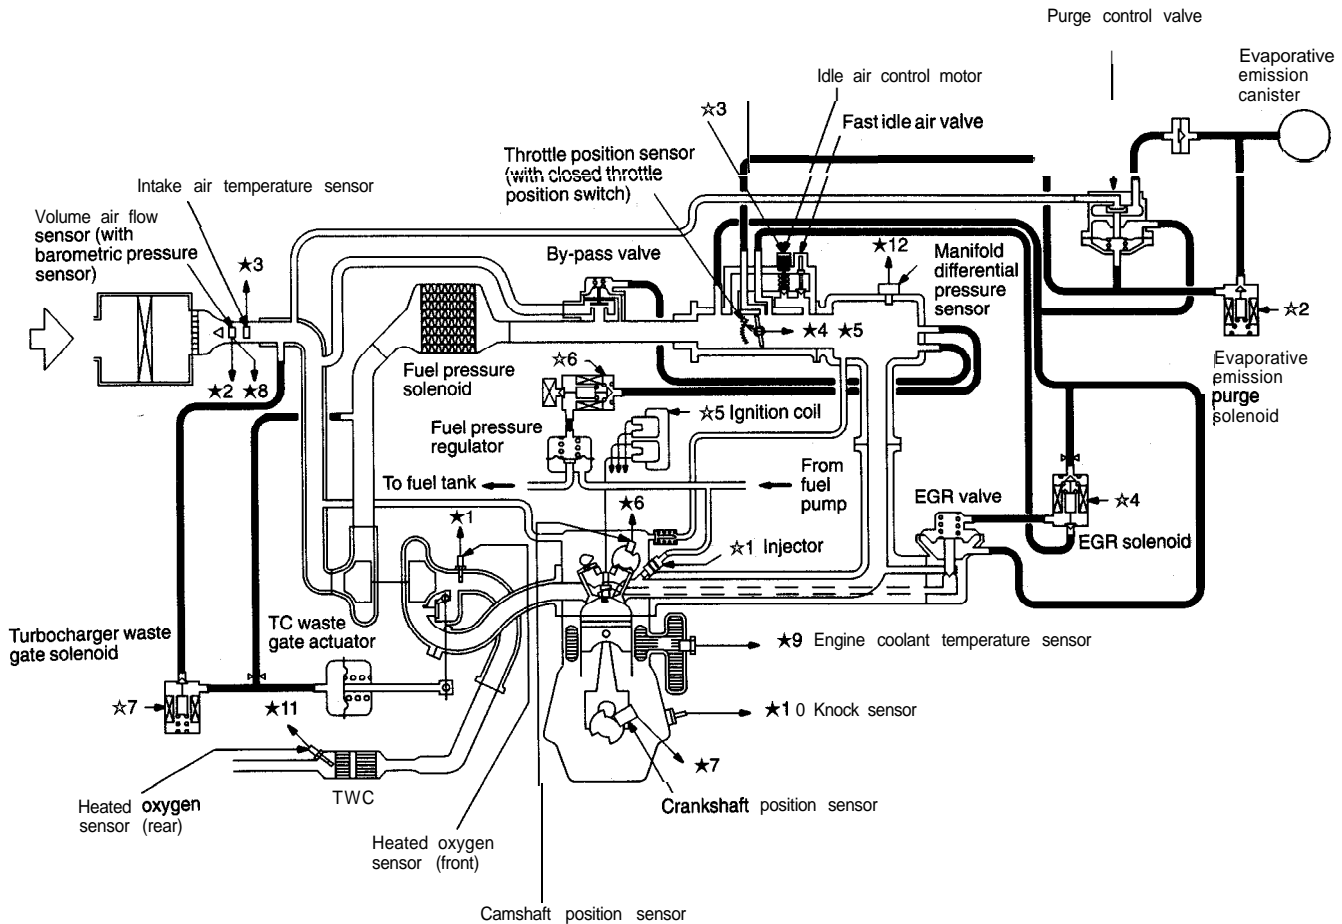 Purge control valve
Evaporative
emission
canister
Idle air control motor
☆3
Fast idle air valve
Throttle position sensor
(with closed throttle
position switch)
Intake air temperature sensor
Volume air flow
sensor (with
barometric pressure
sensor)
★3
By-pass valve
★12
Manifold
differential
pressure
sensor
★4 ★5
☆2
★2 ★8
Fuel pressure
solenoid
☆6
Evaporative
emission
purge
solenoid
☆5 Ignition coil
Fuel pressure
regulator
To fuel tank
From
fuel
pump
EGR valve
☆4
★1
★6
☆1 Injector
EGR solenoid
Turbocharger waste
gate solenoid
TC waste
gate actuator
★9 Engine coolant temperature sensor
☆7
★11
★1 0 Knock sensor
★7
TWC
Crankshaft position sensor
Heated oxygen
sensor (rear)
Heated oxygen
sensor (front)
Camshaft position sensor